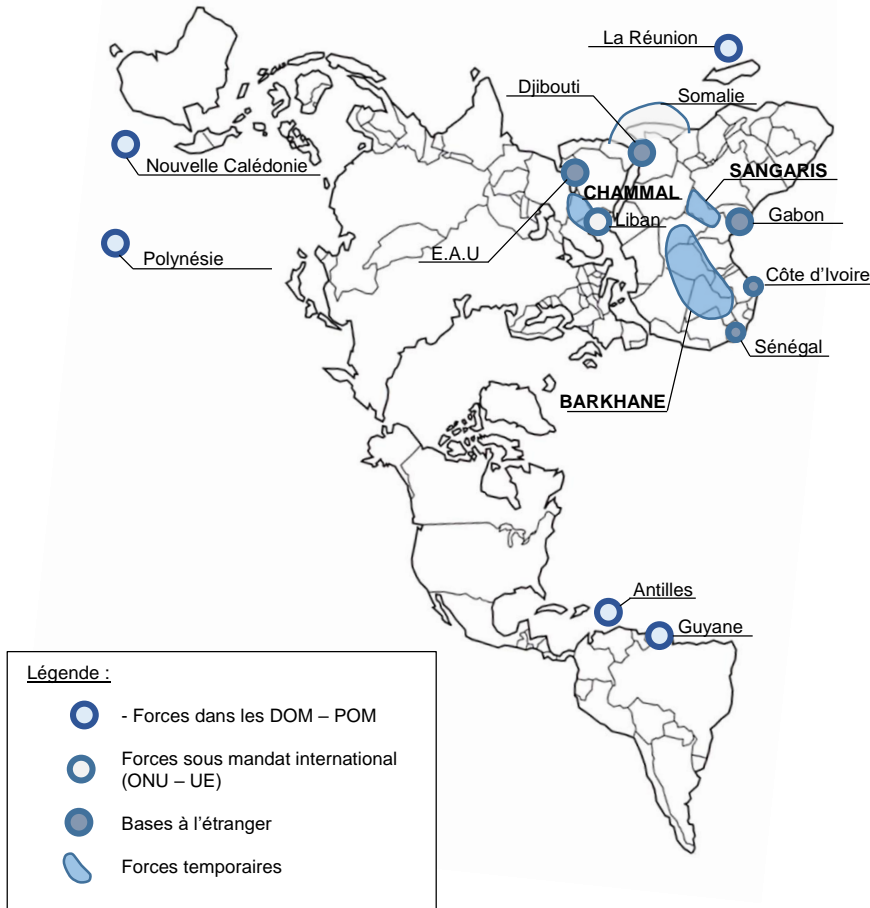 La Réunion
Djibouti
Somalie
Nouvelle Calédonie
SANGARIS
CHAMMAL
Liban
Gabon
Polynésie
E.A.U
Côte d'Ivoire
Sénégal
BARKHANE
Antilles
Guyane
Légende :
- Forces dans les DOM – POM
Forces sous mandat international
(ONU – UE)
Bases à l'étranger
Forces temporaires